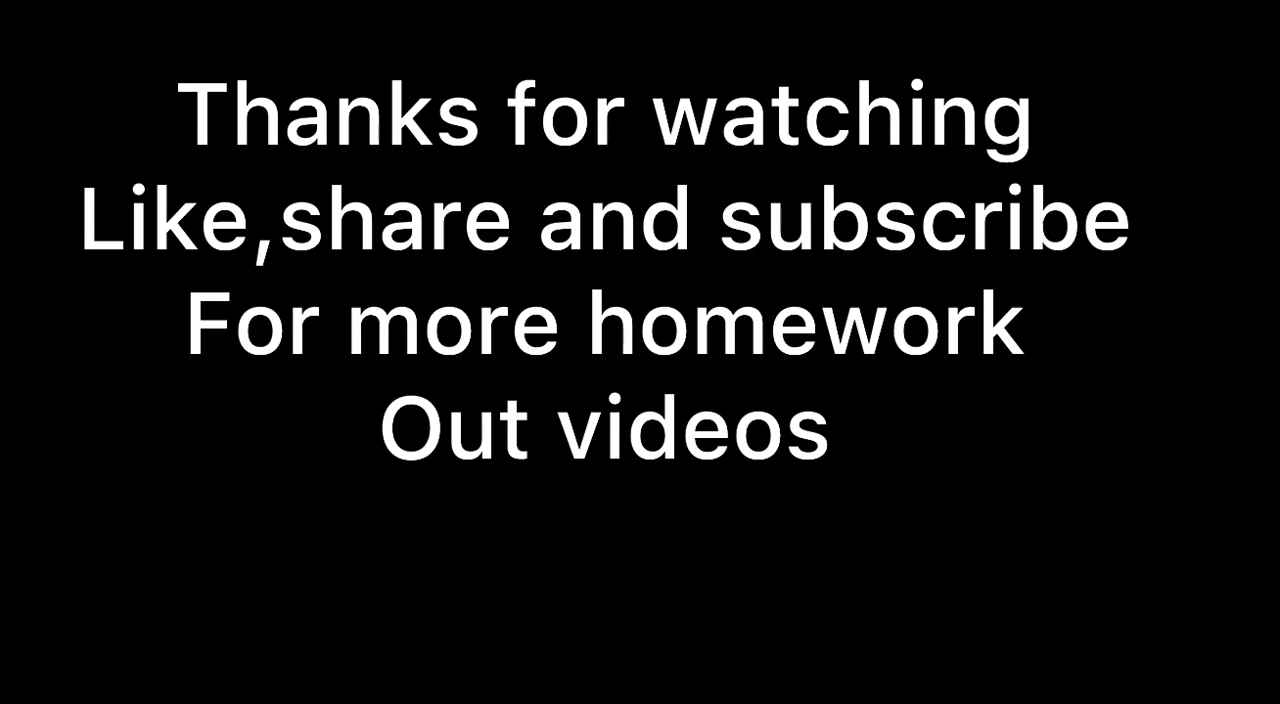 Thanks for watching
Like,share and subscribe
For more homework
Out videos